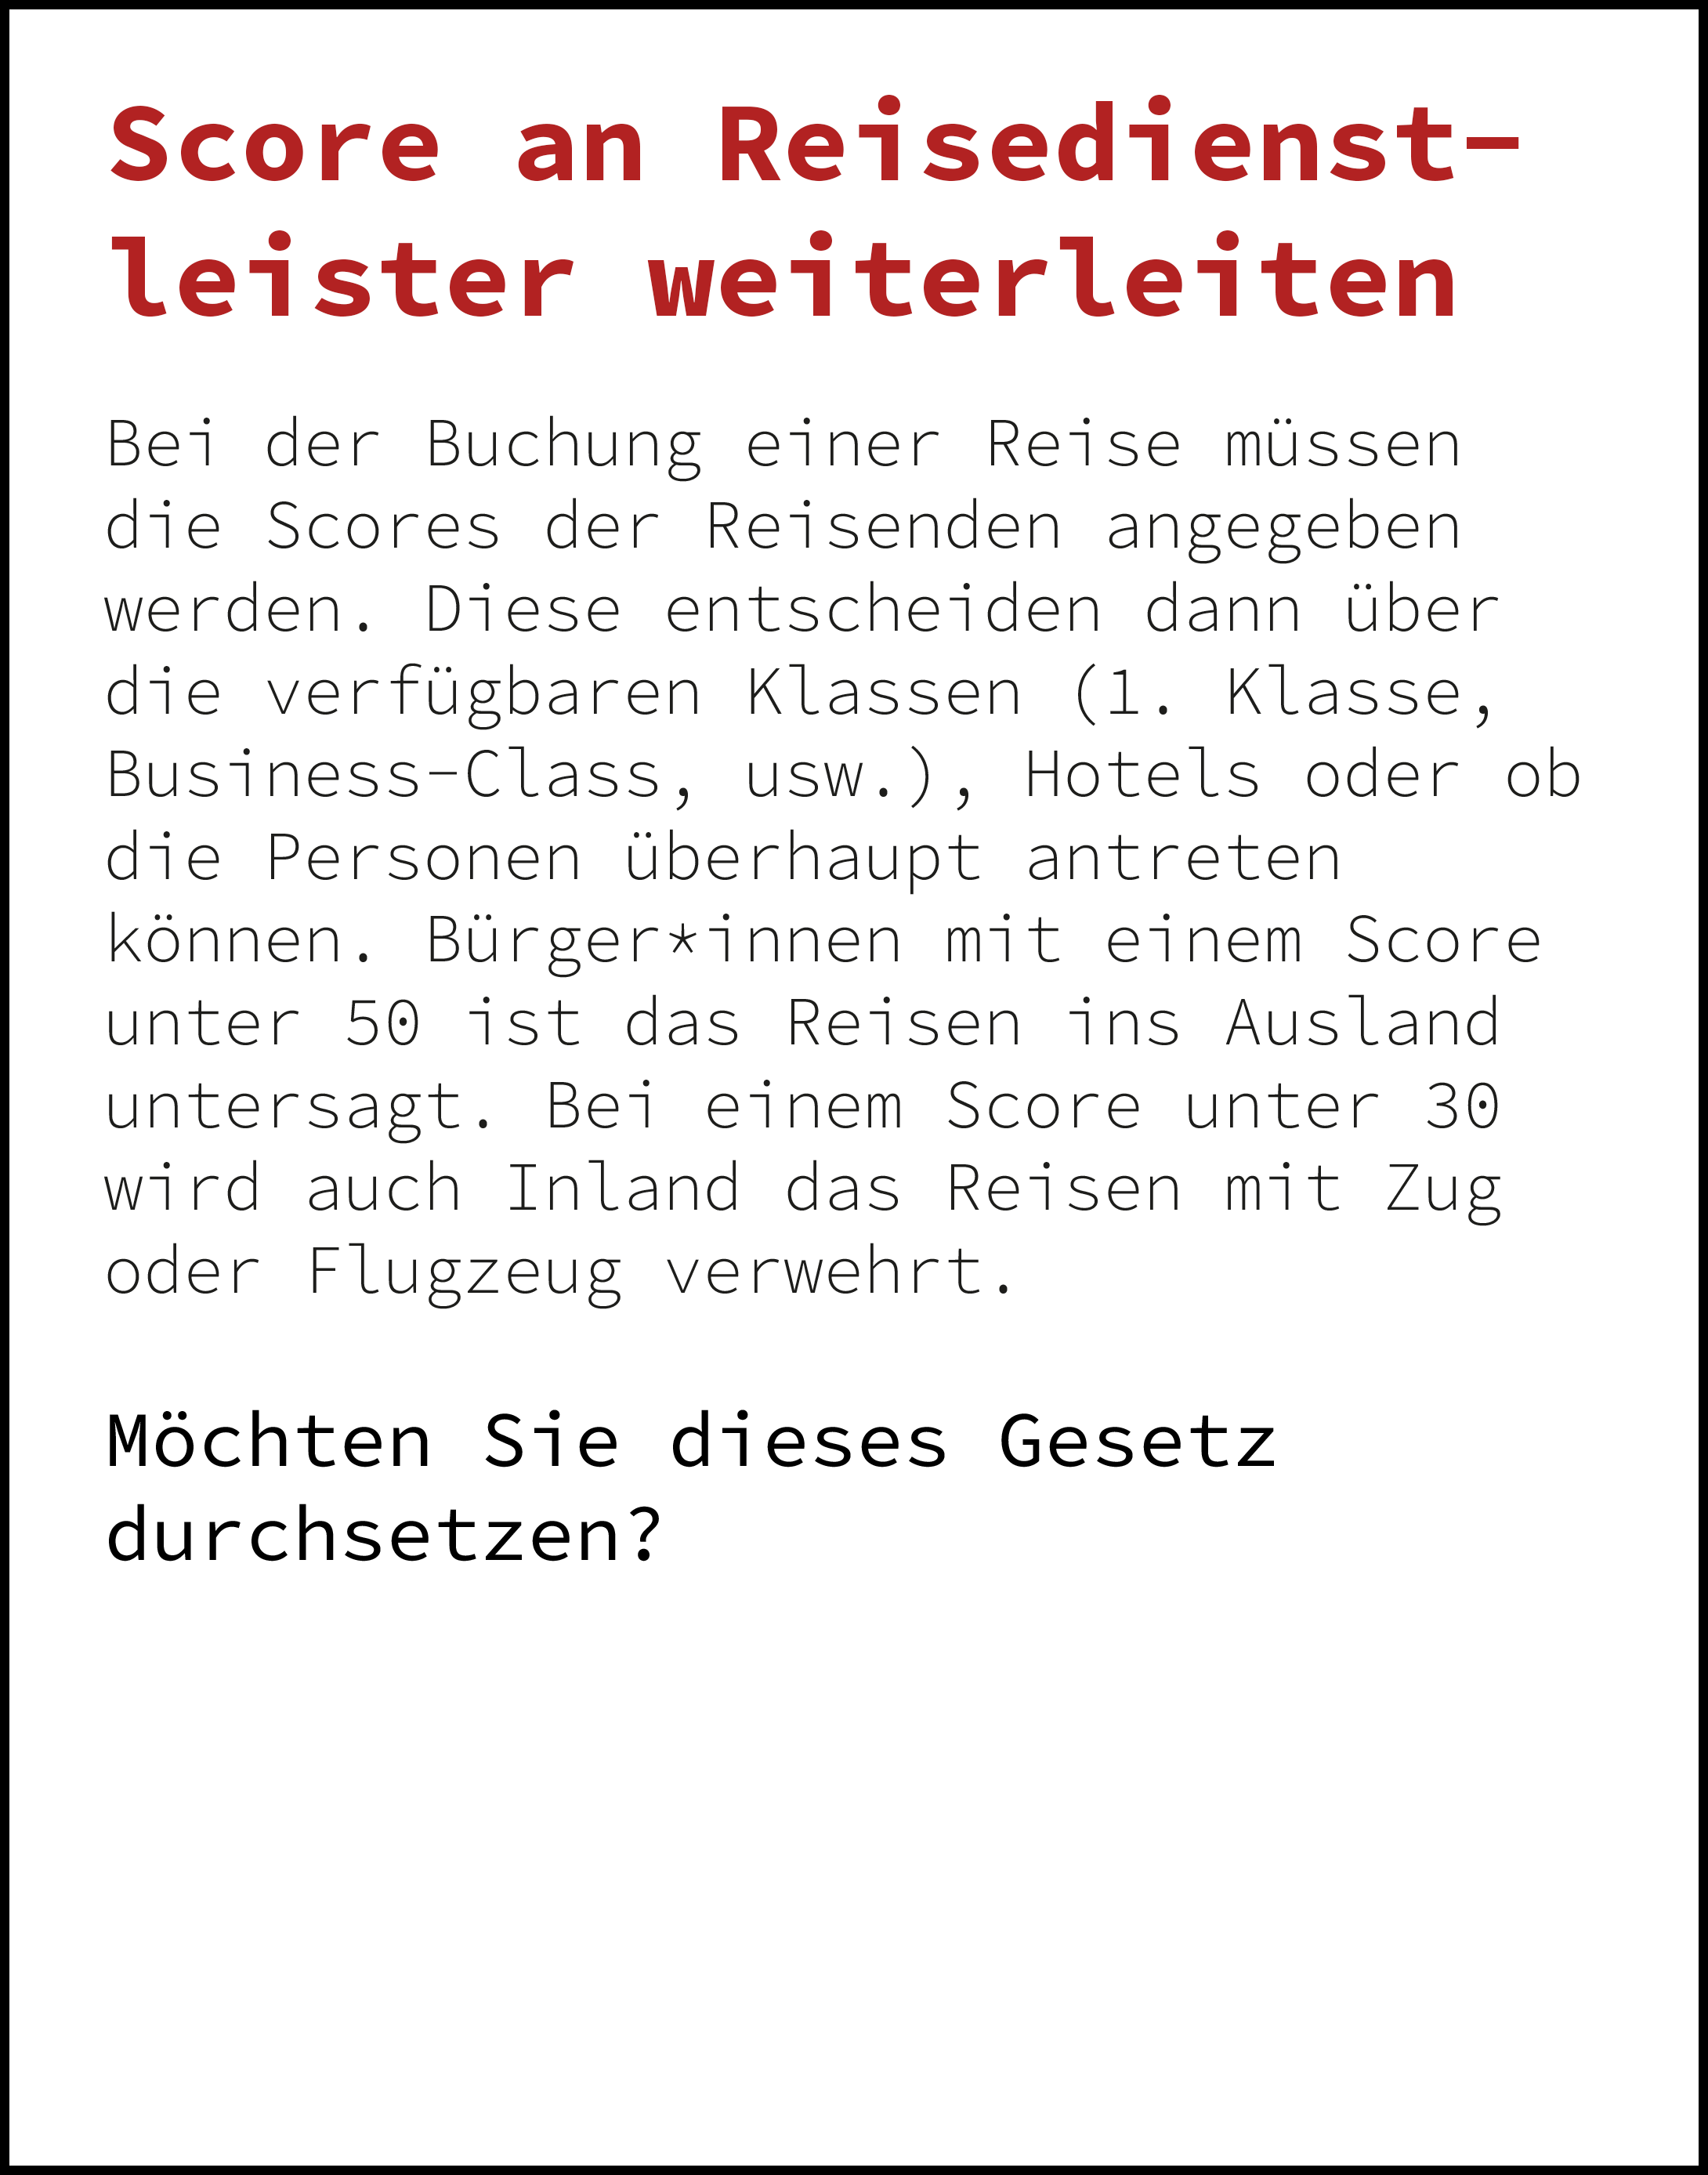 Score an Reisedienst-
leister weiterleiten
Bei der Buchung einer Reise müssen
die Scores der Reisenden angegeben
werden. Diese entscheiden dann über
die verfügbaren Klassen (1. Klasse,
Business-Class, usw.), Hotels oder ob
die Personen überhaupt antreten
können. Bürger*innen mit einem Score
unter 50 ist das Reisen ins Ausland
untersagt. Bei einem Score unter 30
wird auch Inland das Reisen mit Zug
oder Flugzeug verwehrt.
Möchten Sie dieses Gesetz
durchsetzen?